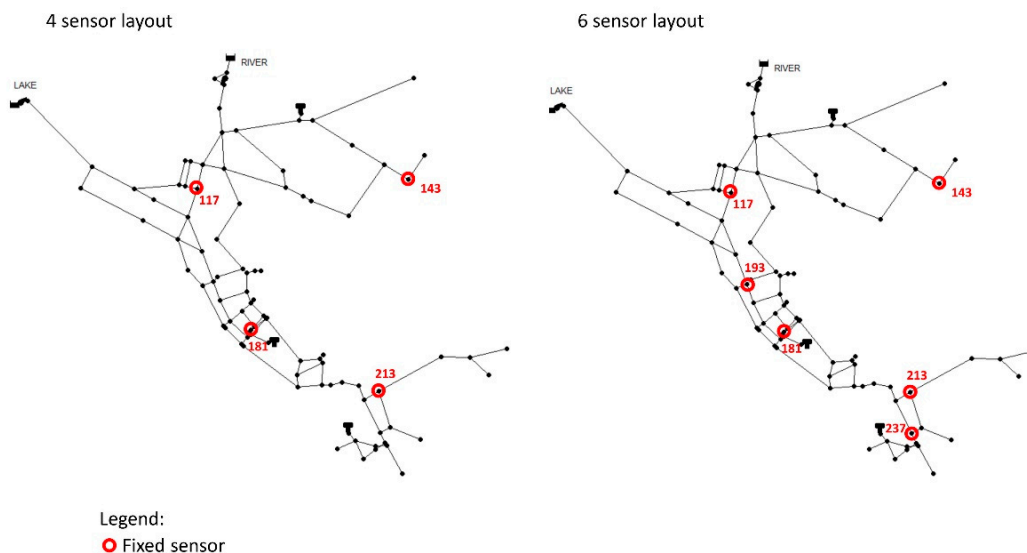 4 sensor layout
6 sensor layout
RIVER
LAKE
143
117
181
213
RIVER
LAKE
143
117
193
181
213
237
Legend:
Fixed sensor